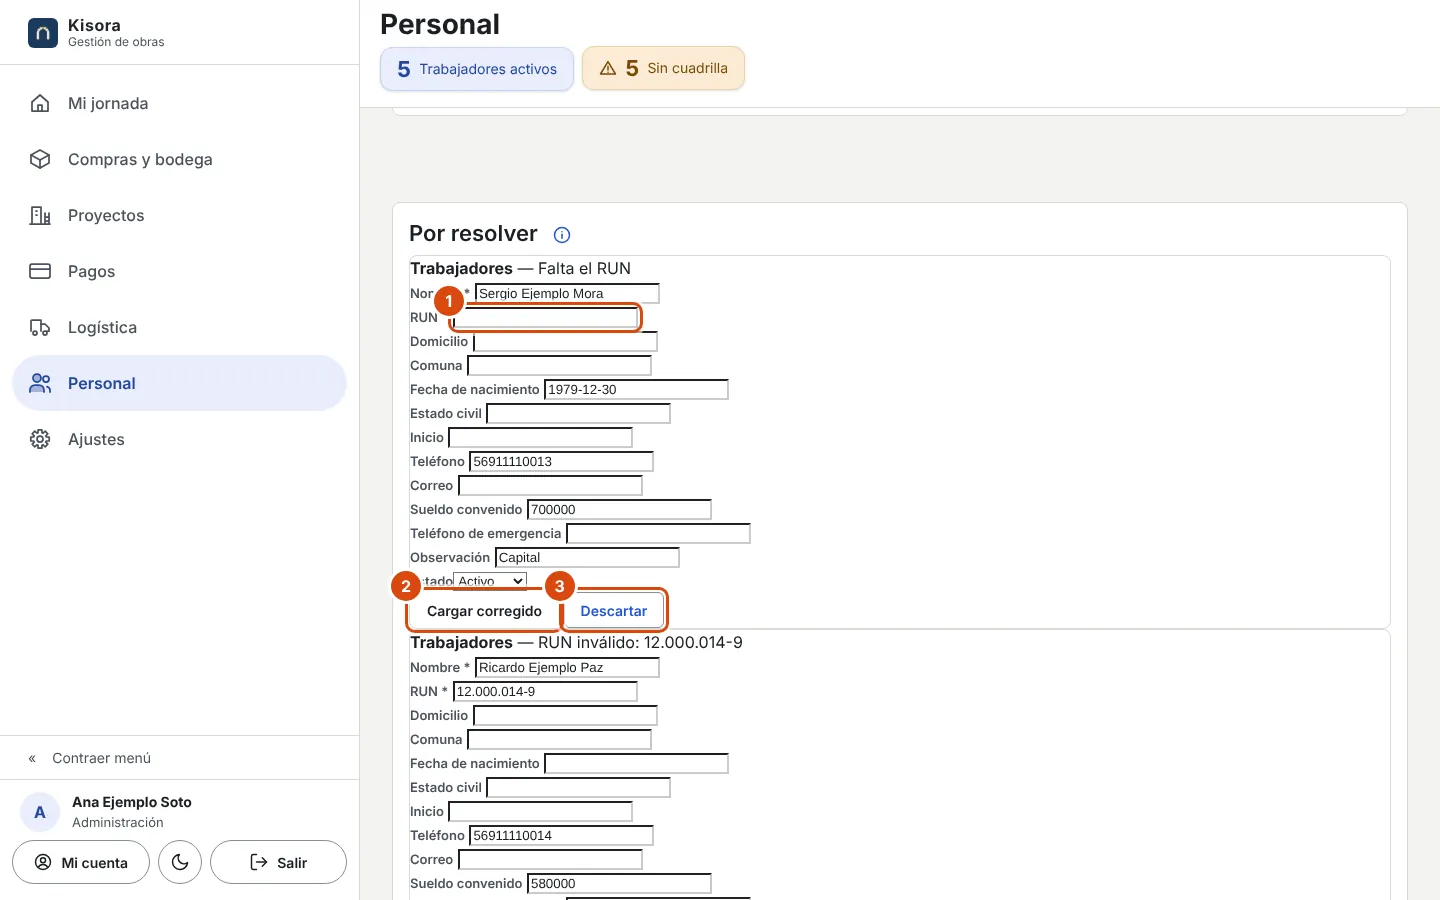 Kisora
Gestión de obras
Mi jornada
Compras y bodega
Proyectos
Pagos
Logística
Personal
Ajustes
« Contraer menú
A
Ana Ejemplo Soto
Administración
Mi cuenta
Salir
Personal
5 Trabajadores activos
5 Sin cuadrilla
Por resolver
Trabajadores — Falta el RUN
* Sergio Ejemplo Mora
1
RUN
Domicilio
Comuna
Fecha de nacimiento 1979-12-30
Estado civil
Inicio
Teléfono 56911110013
Correo
Sueldo convenido 700000
Teléfono de emergencia
Observación Capital
Activo
2
3
Cargar corregido
Descartar
Trabajadores — RUN inválido: 12.000.014-9
Nombre * Ricardo Ejemplo Paz
RUN * 12.000.014-9
Domicilio
Comuna
Fecha de nacimiento
Estado civil
Inicio
Teléfono 56911110014
Correo
Sueldo convenido 580000